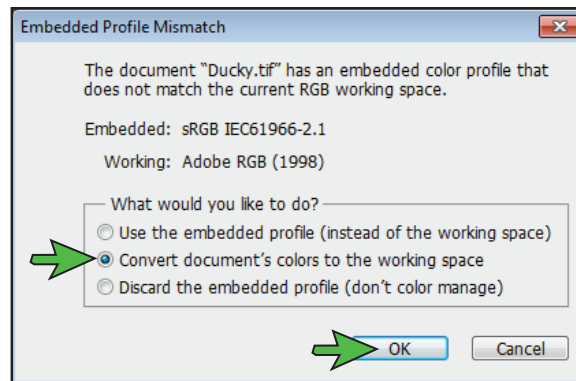 Embedded Profile Mismatch
The document “Ducky.tif” has an embedded color profile that
does not match the current RGB working space.
Embedded: sRGB IEC61966-2.1
Working: Adobe RGB (1998)
What would you like to do?
Use the embedded profile (instead of the working space)
Convert document's colors to the working space
Discard the embedded profile (don't color manage)
OK Cancel